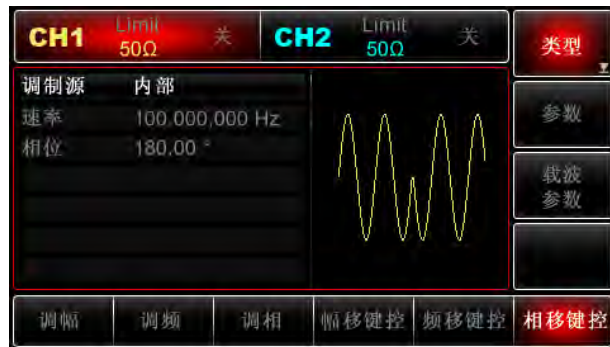 CH1 Limit 50Ω 关
CH2 Limit 50Ω 关
类型
调制源 内部
速率 100.000,000 Hz
相位 180.00 °
参数
载波
参数
调幅 调频 调相 幅移键控 频移键控 相移键控